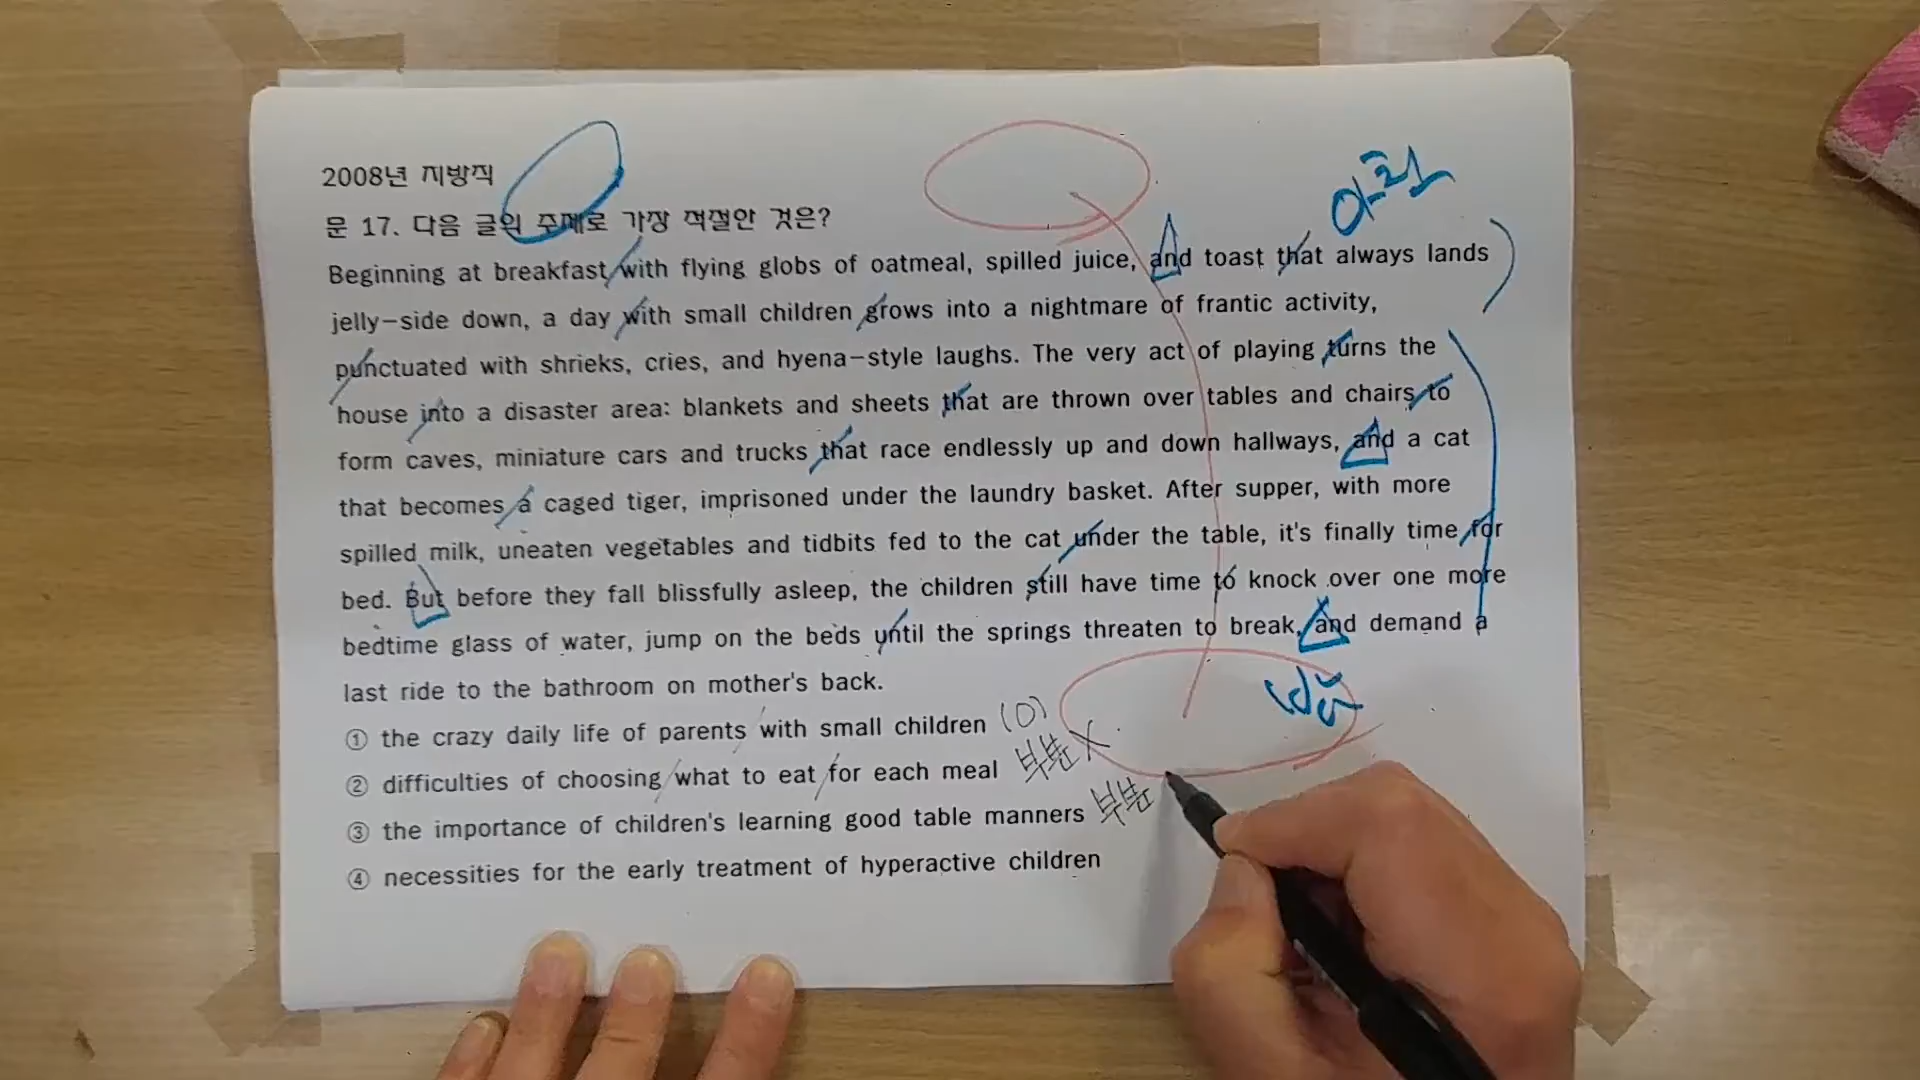 2008년 지방직
문 17. 다음 글의 주제로 가장 적절한 것은?
아침
Beginning at breakfast with flying globs of oatmeal, spilled juice, and toast that always lands
jelly-side down, a day with small children grows into a nightmare of frantic activity,
punctuated with shrieks, cries, and hyena-style laughs. The very act of playing turns the
house into a disaster area: blankets and sheets that are thrown over tables and chairs to
form caves, miniature cars and trucks that race endlessly up and down hallways, and a cat
that becomes a caged tiger, imprisoned under the laundry basket. After supper, with more
spilled milk, uneaten vegetables and tidbits fed to the cat under the table, it's finally time for
bed. But before they fall blissfully asleep, the children still have time to knock over one more
bedtime glass of water, jump on the beds until the springs threaten to break, and demand a
last ride to the bathroom on mother's back.
① the crazy daily life of parents with small children (O)
② difficulties of choosing what to eat for each meal 부분 X
③ the importance of children's learning good table manners 부분
④ necessities for the early treatment of hyperactive children